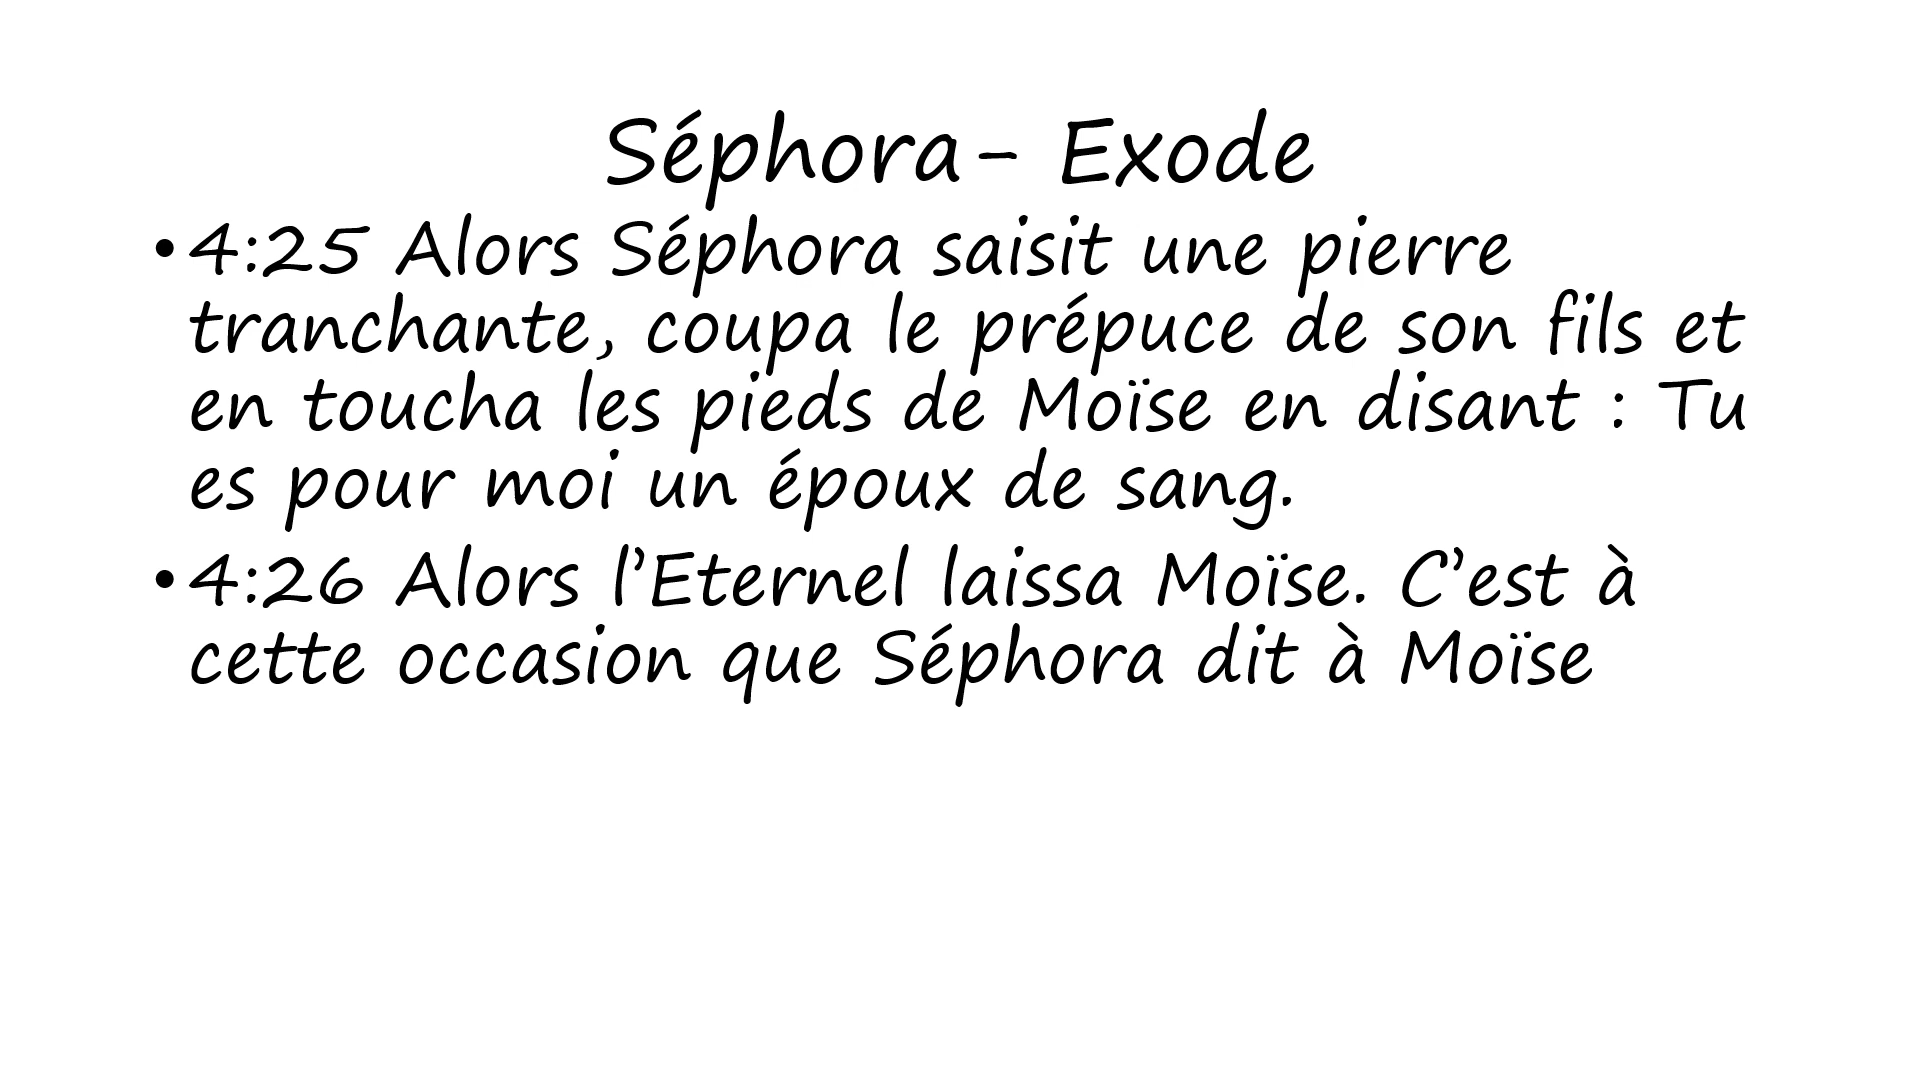 Séphora- Exode
•4:25 Alors Séphora saisit une pierre
tranchante, coupa le prépuce de son fils et
en toucha les pieds de Moïse en disant : Tu
es pour moi un époux de sang.
•4:26 Alors l’Eternel laissa Moïse. C’est à
cette occasion que Séphora dit à Moïse